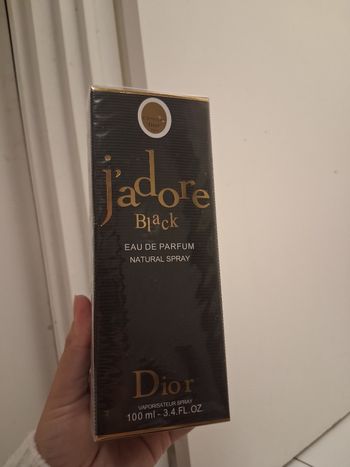 j'adore
Black
EAU DE PARFUM
NATURAL SPRAY
Dior
VAPORISATEUR SPRAY
100 ml - 3.4.FL.OZ